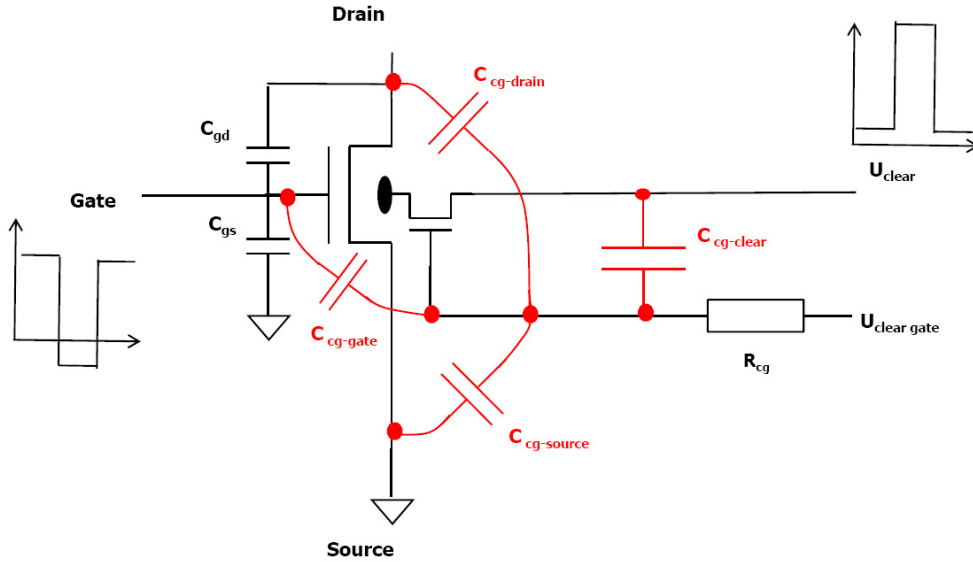 Drain
C cg-drain
C gd
U clear
Gate
C gs
C cg-clear
C cg-gate
U clear gate
R cg
C cg-source
Source